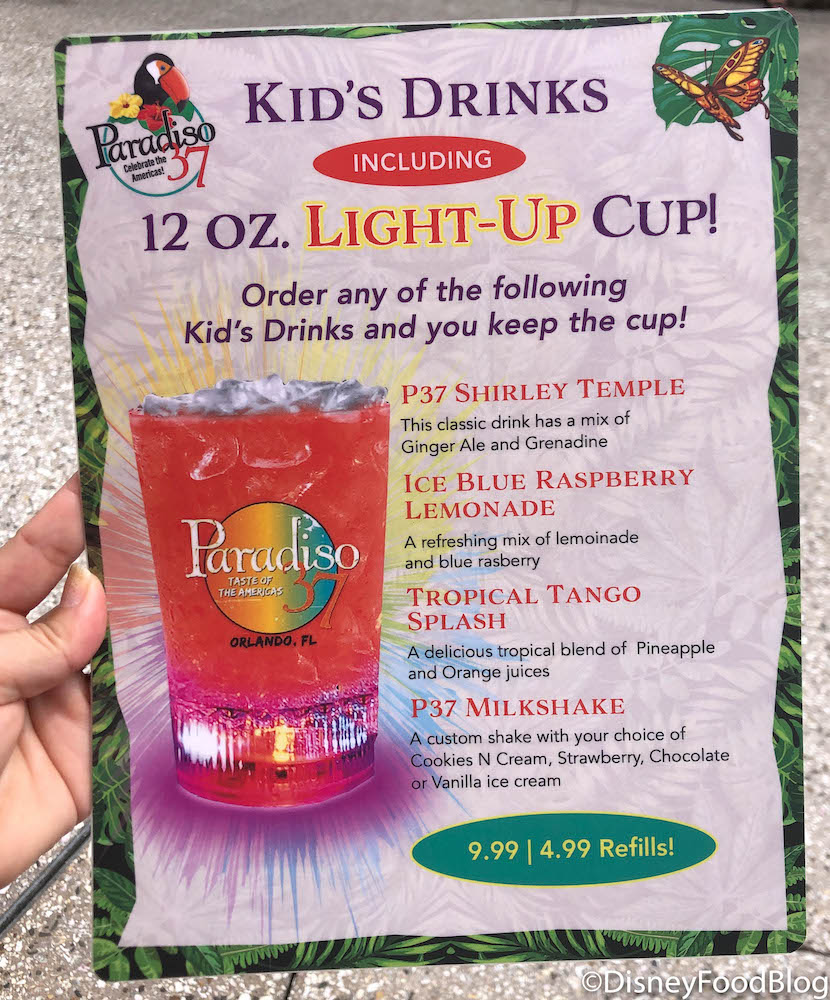 Paradiso
37
Celebrate the
Americas!
KID'S DRINKS
INCLUDING
12 OZ. LIGHT-UP CUP!
Order any of the following
Kid's Drinks and you keep the cup!
P37 SHIRLEY TEMPLE
This classic drink has a mix of
Ginger Ale and Grenadine
ICE BLUE RASPBERRY
LEMONADE
A refreshing mix of lemoinade
and blue rasberry
TROPICAL TANGO
SPLASH
A delicious tropical blend of Pineapple
and Orange juices
P37 MILKSHAKE
A custom shake with your choice of
Cookies N Cream, Strawberry, Chocolate
or Vanilla ice cream
9.99 | 4.99 Refills!
Paradiso
37
TASTE OF
THE AMERICAS
ORLANDO, FL
©DisneyFoodBlog